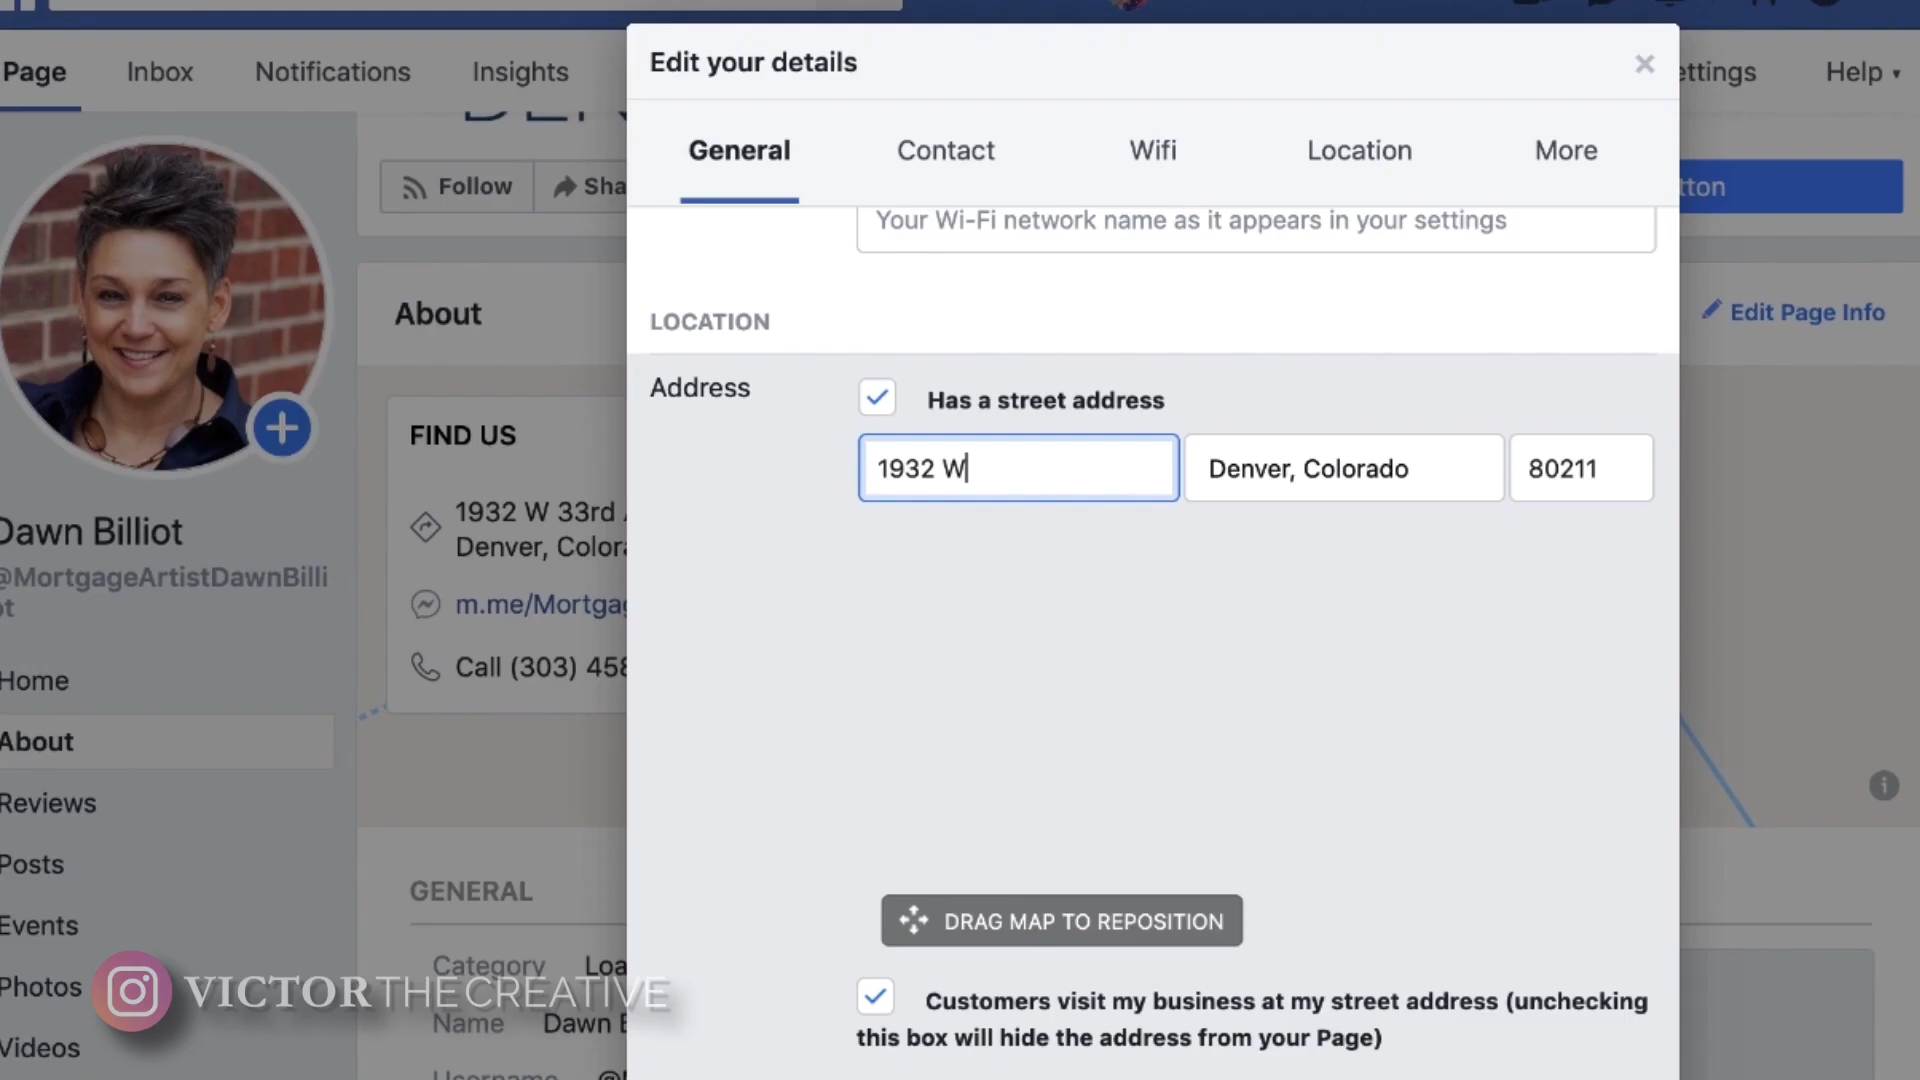 Edit your details
×
Page
Inbox
Notifications
Insights
ettings
Help
General
Contact
Wifi
Location
More
Follow
Sha
tton
Your Wi-Fi network name as it appears in your settings
About
Edit Page Info
LOCATION
Address
Has a street address
1932 W
Denver, Colorado
80211
FIND US
1932 W 33rd
Denver, Colora
m.me/Mortgag
Call (303) 458
Dawn Billiot
@MortgageArtistDawnBilli
ot
Home
About
Reviews
Posts
Events
Photos
Videos
GENERAL
Category
Loa
Name
Dawn B
DRAG MAP TO REPOSITION
Customers visit my business at my street address (unchecking
this box will hide the address from your Page)
VICTORTHECREATIVE